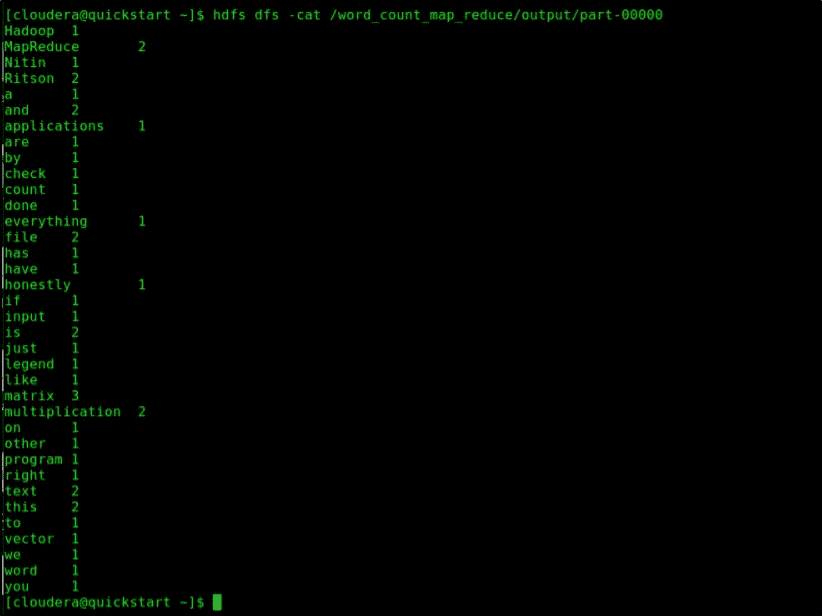 [cloudera@quickstart ~]$ hdfs dfs -cat /word_count_map_reduce/output/part-00000
Hadoop 1
MapReduce 2
Nitin 1
Ritson 2
a 1
and 2
applications 1
are 1
by 1
check 1
count 1
done 1
everything 1
file 2
has 1
have 1
honestly 1
if 1
input 1
is 2
just 1
legend 1
like 1
matrix 3
multiplication 2
on 1
other 1
program 1
right 1
text 2
this 2
to 1
vector 1
we 1
word 1
you 1
[cloudera@quickstart ~]$